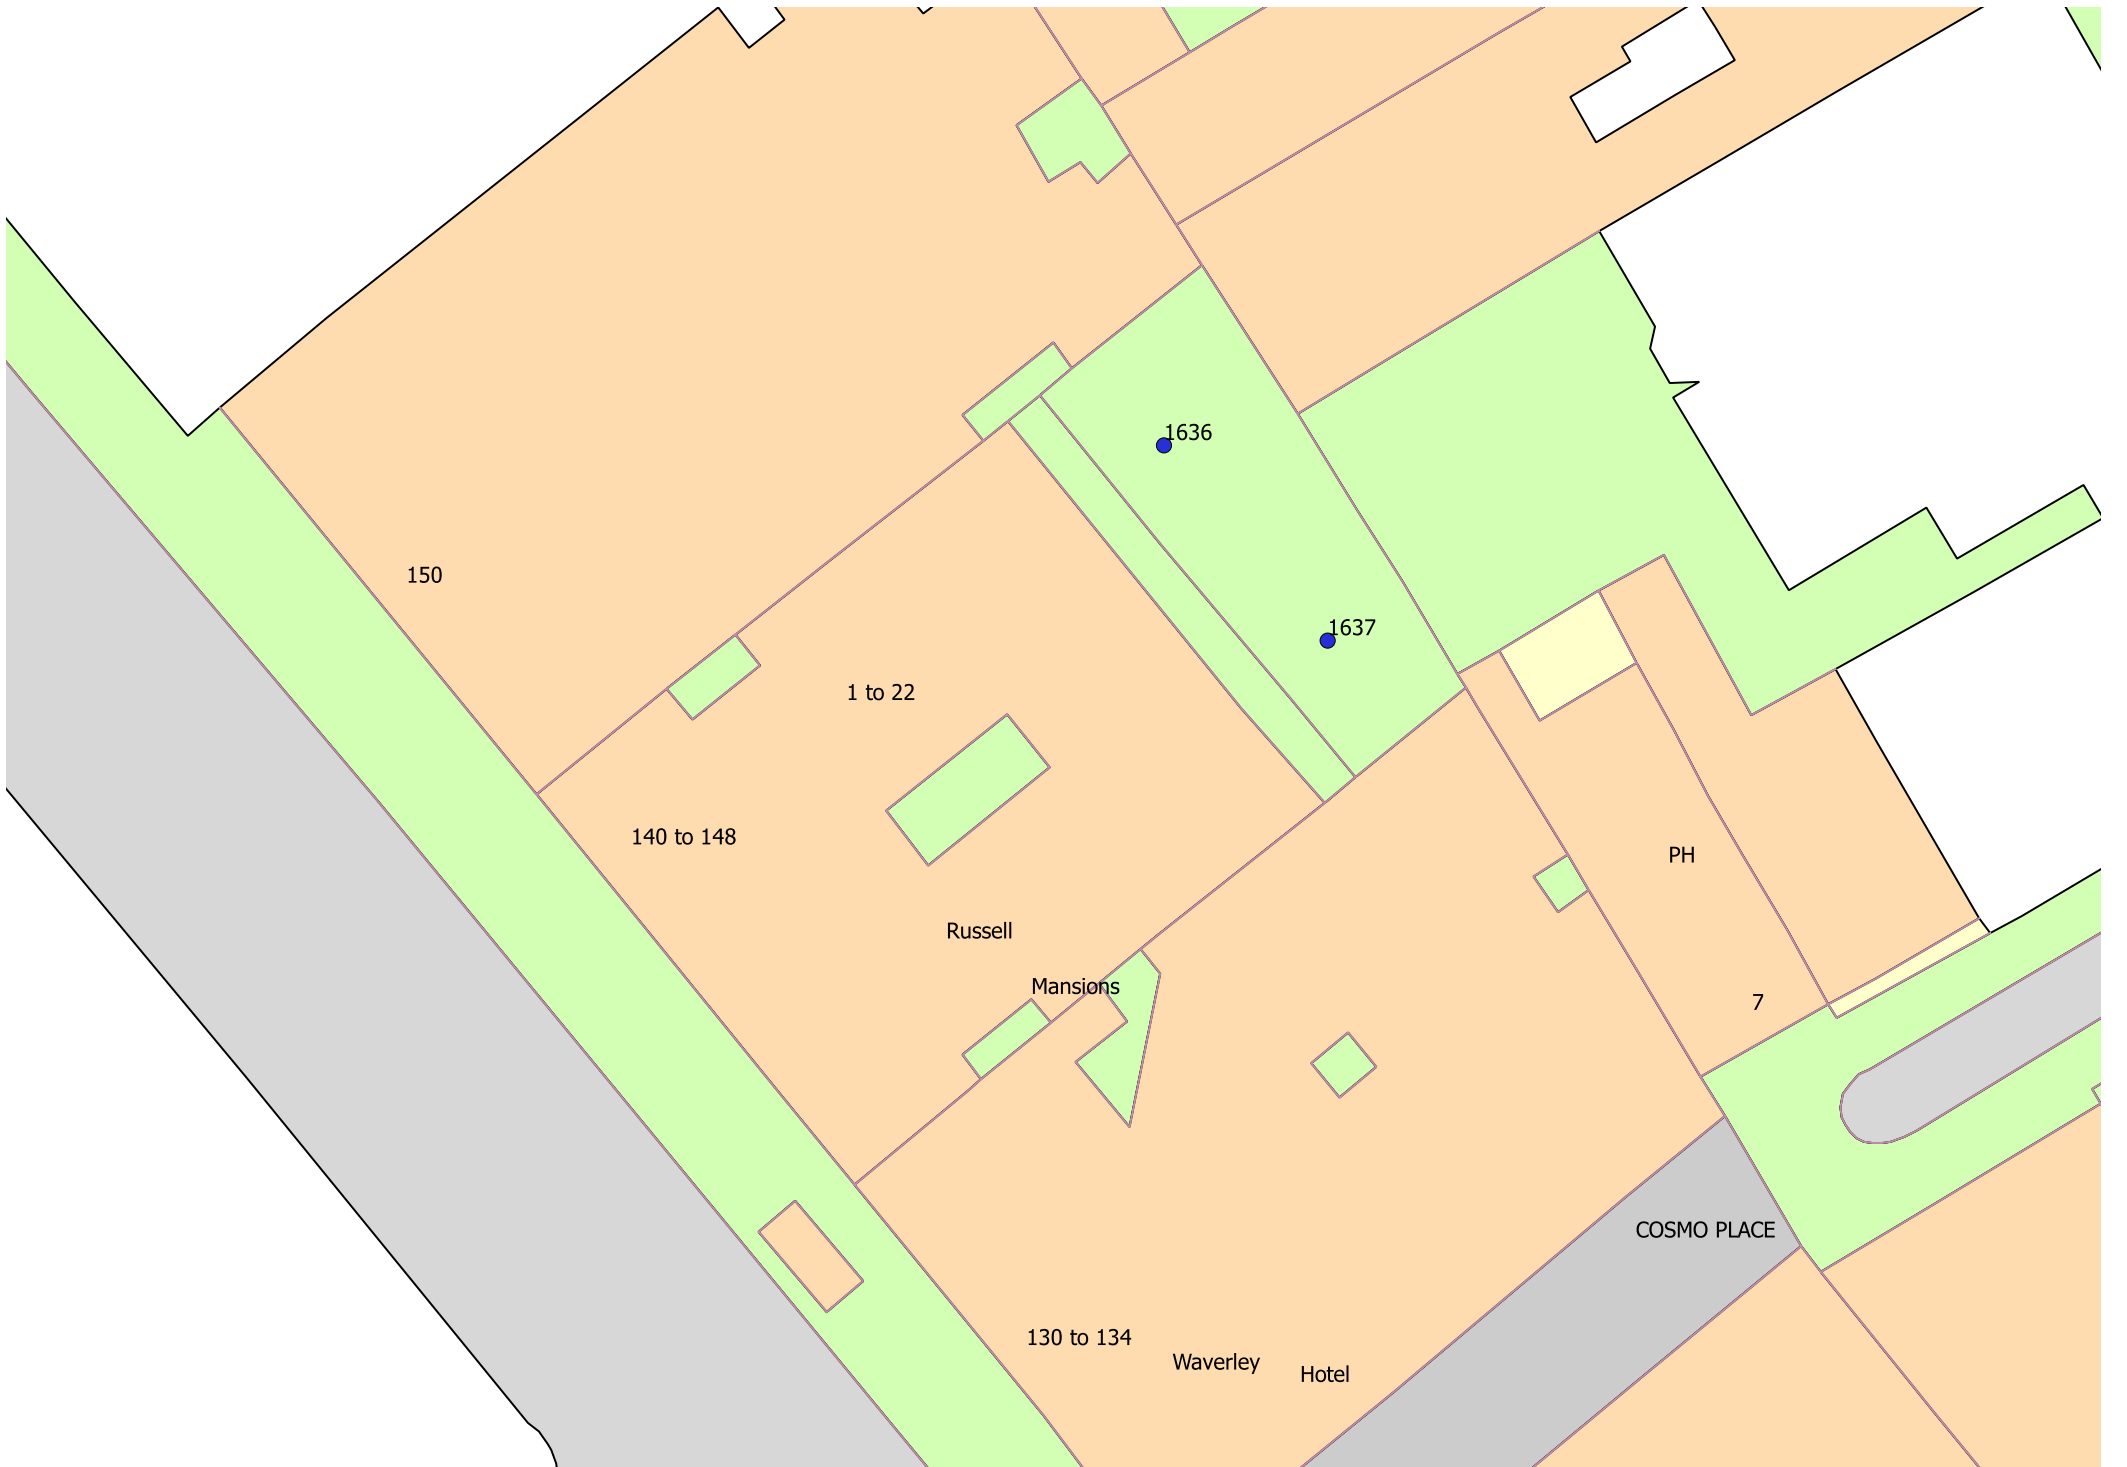 1636
150
1637
1 to 22
140 to 148
PH
Russell
Mansions
7
COSMO PLACE
130 to 134
Waverley Hotel